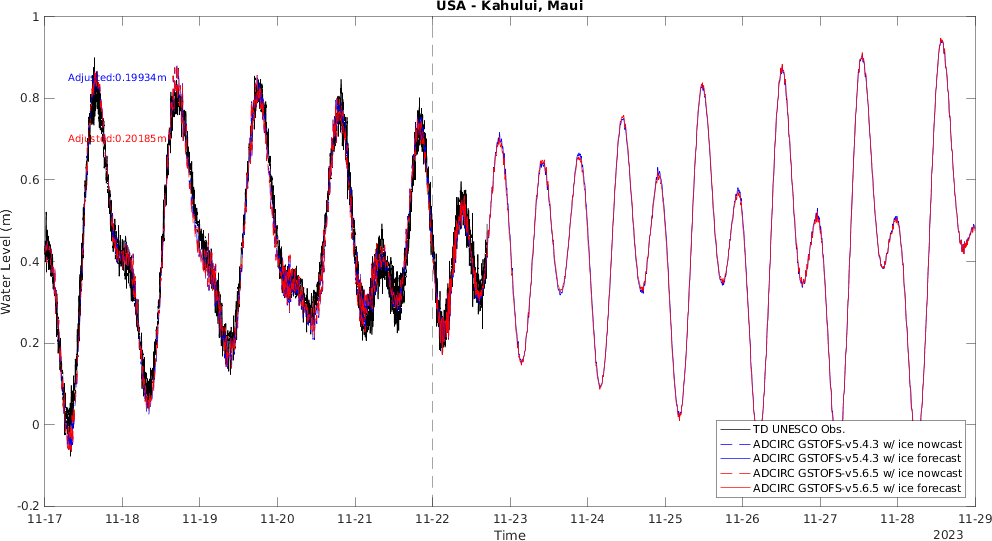 USA - Kahului, Maui
1
0.8
0.6
0.4
0.2
0
-0.2
Water Level (m)
Adjusted:0.19934m
Adjusted:0.20185m
TD UNESCO Obs.
ADCIRC GSTOFS-v5.4.3 w/ ice nowcast
ADCIRC GSTOFS-v5.4.3 w/ ice forecast
ADCIRC GSTOFS-v5.6.5 w/ ice nowcast
ADCIRC GSTOFS-v5.6.5 w/ ice forecast
11-17 11-18 11-19 11-20 11-21 11-22 11-23 11-24 11-25 11-26 11-27 11-28 11-29
Time
2023